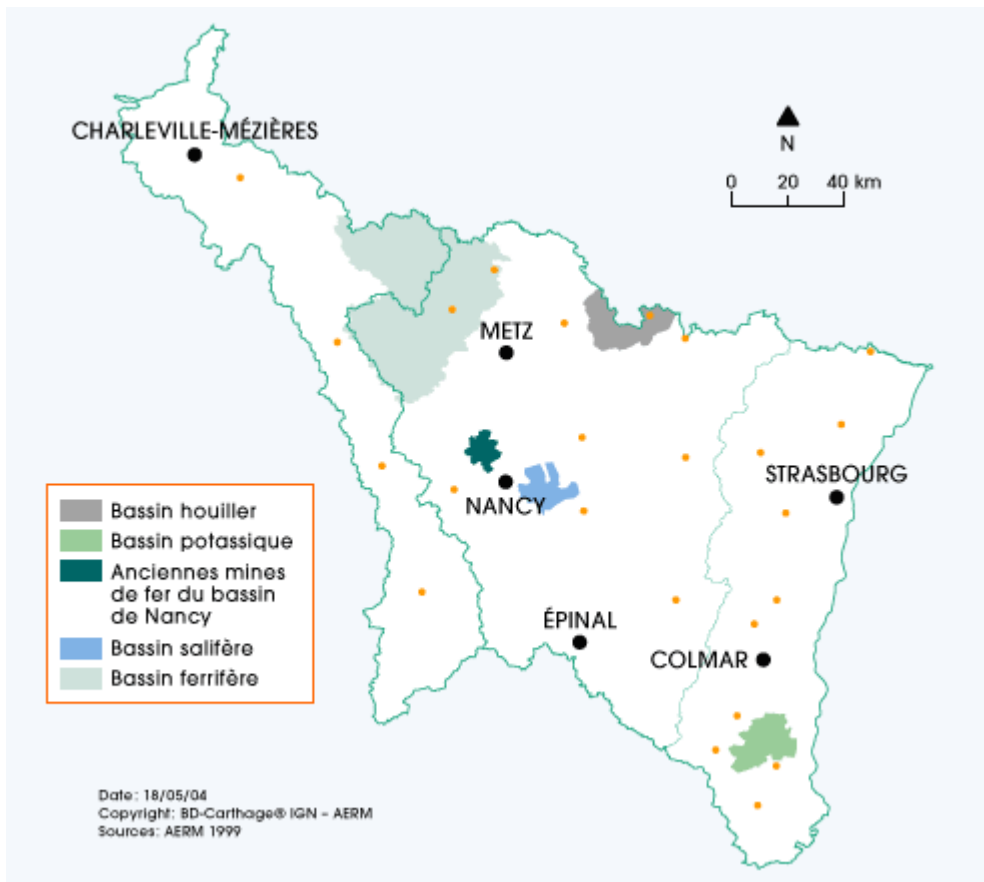 CHARLEVILLE-MÉZIÈRES
N
0 20 40 km
METZ
STRASBOURG
NANCY
ÉPINAL
COLMAR
Bassin houiller
Bassin potassique
Anciennes mines
de fer du bassin
de Nancy
Bassin salifère
Bassin ferrifère
Date: 18/05/04
Copyright: BD-Carthage® IGN – AERM
Sources: AERM 1999